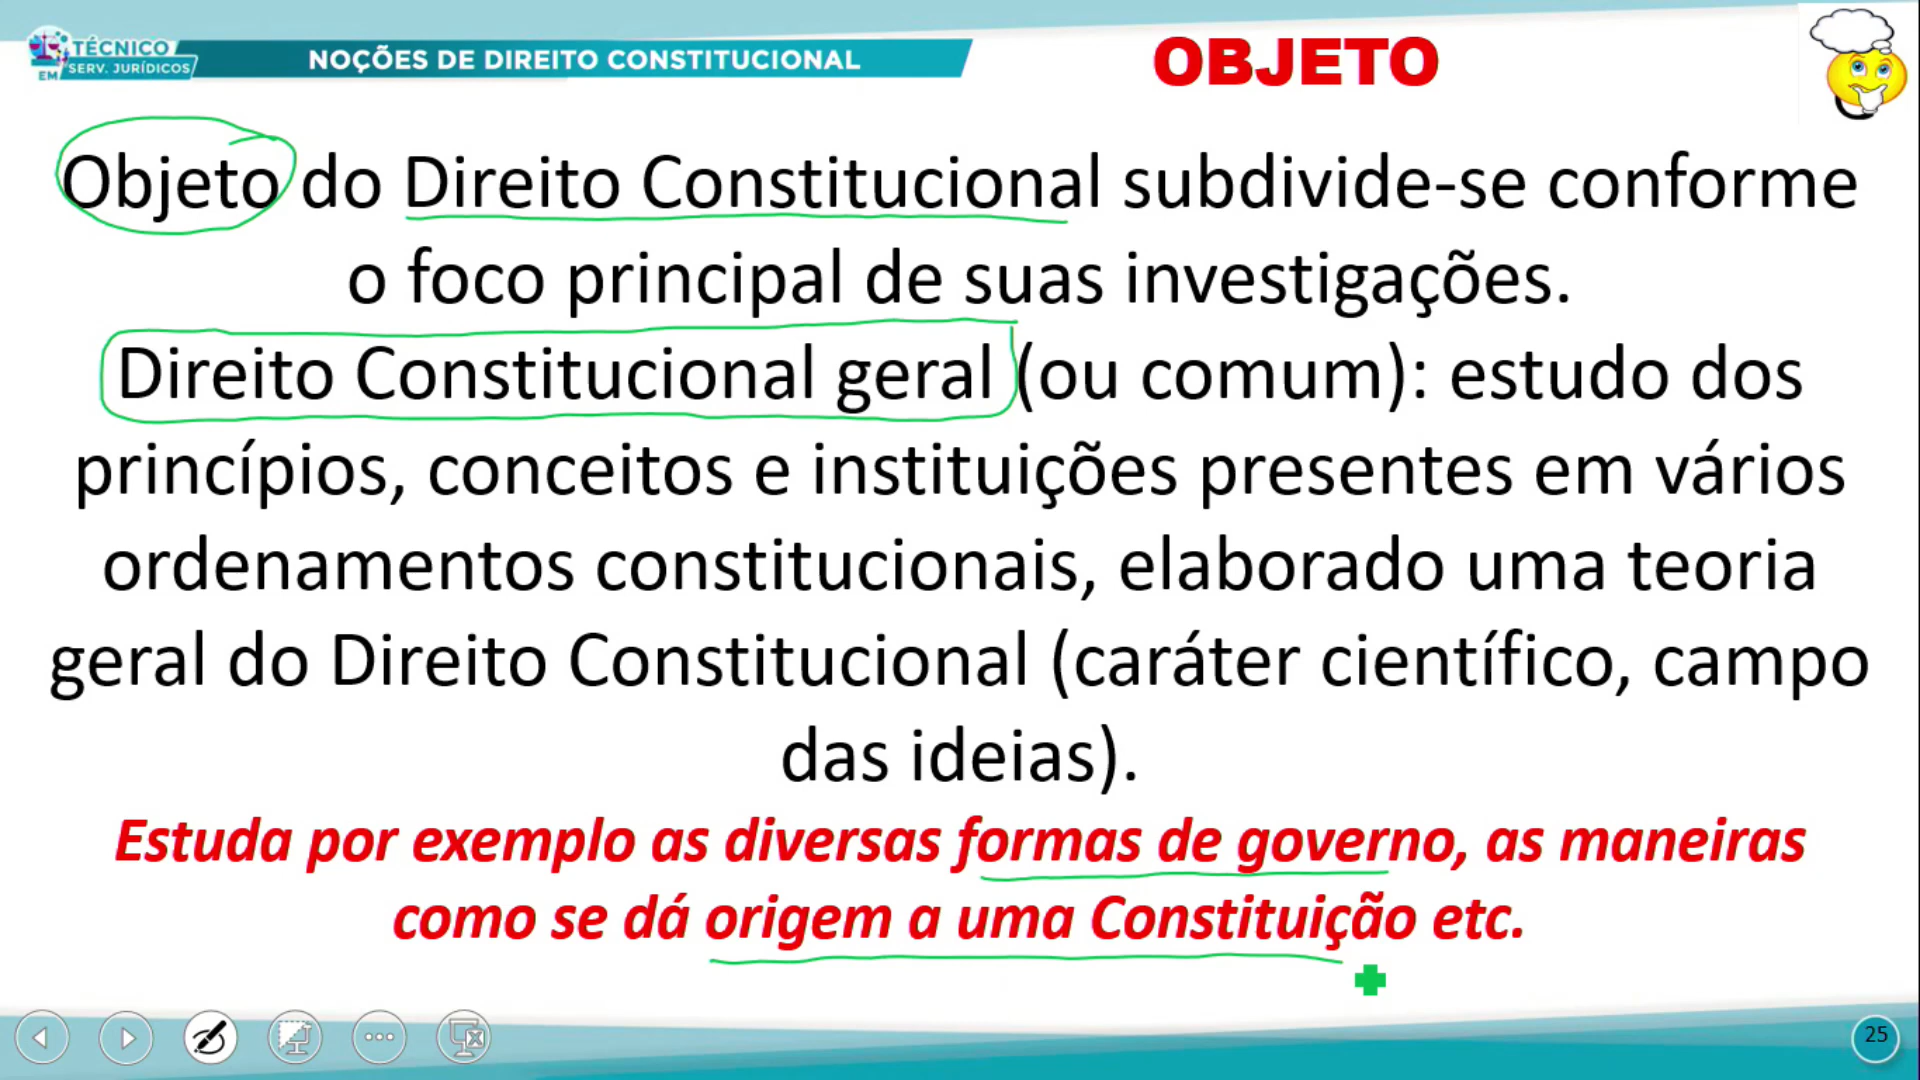 TÉCNICO
EM SERV. JURÍDICOS
NOÇÕES DE DIREITO CONSTITUCIONAL
OBJETO
Objeto do Direito Constitucional subdivide-se conforme
o foco principal de suas investigações.
Direito Constitucional geral (ou comum): estudo dos
princípios, conceitos e instituições presentes em vários
ordenamentos constitucionais, elaborado uma teoria
geral do Direito Constitucional (caráter científico, campo
das ideias).
Estuda por exemplo as diversas formas de governo, as maneiras
como se dá origem a uma Constituição etc.
25